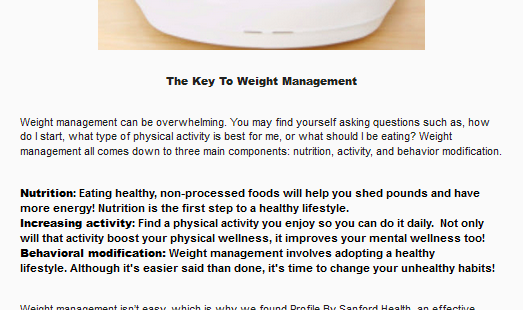 The Key To Weight Management
Weight management can be overwhelming. You may find yourself asking questions such as, how
do I start, what type of physical activity is best for me, or what should I be eating? Weight
management all comes down to three main components: nutrition, activity, and behavior modification.
Nutrition: Eating healthy, non-processed foods will help you shed pounds and have
more energy! Nutrition is the first step to a healthy lifestyle.
Increasing activity: Find a physical activity you enjoy so you can do it daily.  Not only
will that activity boost your physical wellness, it improves your mental wellness too!
Behavioral modification: Weight management involves adopting a healthy
lifestyle. Although it's easier said than done, it's time to change your unhealthy habits!
Weight management isn't easy, which is why we found Profile By Sanford Health, an effective